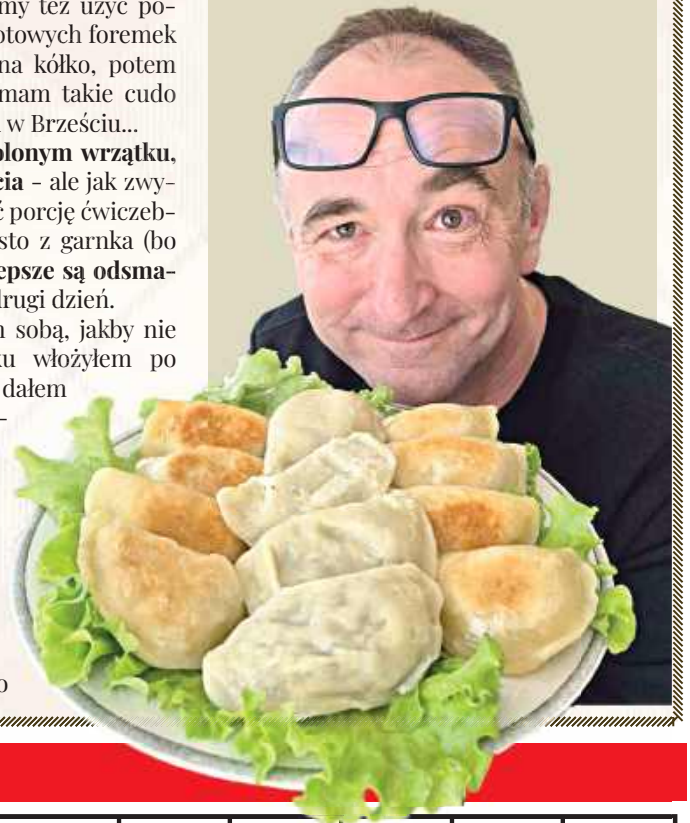 my też użyć po-
otowych foremek
na kółko, potem
mam takie cudo
w Brześciu...
olonym wrzątku,
cia - ale jak zwy-
ć porcję ćwiczeb-
sto z garnka (bo
epsze są odsma-
drugi dzień.
n sobą, jakby nie
ku włożyłem po
dałem
-
o